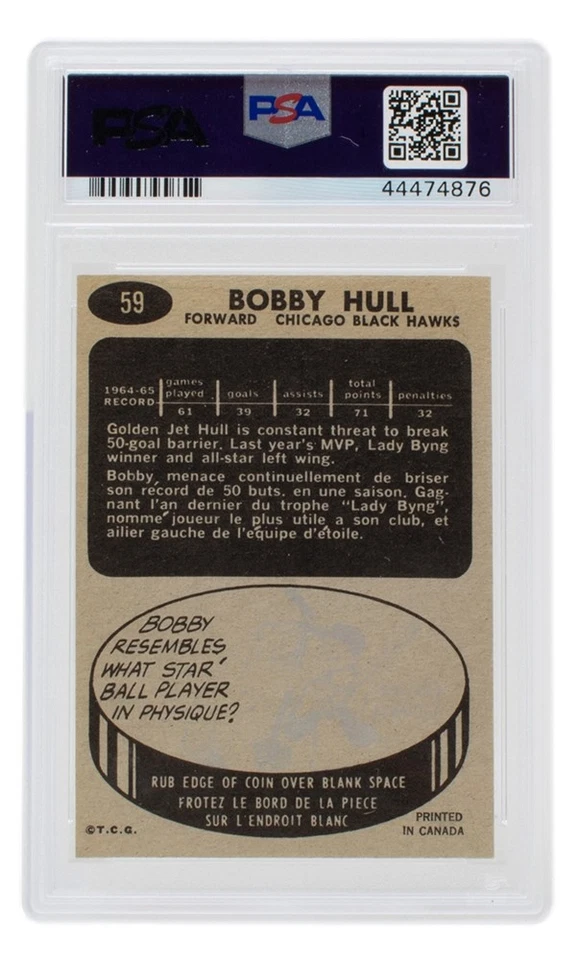 PSA
PSA
44474876
59
BOBBY HULL
FORWARD CHICAGO BLACK HAWKS
1964-65 RECORD games played goals assists total points penalties
61 39 32 71 32
Golden Jet Hull is constant threat to break
50-goal barrier. Last year's MVP, Lady Byng
winner and all-star left wing.
Bobby, menace continuellement de briser
son record de 50 buts, en une saison. Gag-
nant l'an dernier du trophe "Lady Byng",
nomme joueur le plus utile a son club, et
ailier gauche de l'equipe d'etoile.
BOBBY
RESEMBLES
WHAT STAR
BALL PLAYER
IN PHYSIQUE?
RUB EDGE OF COIN OVER BLANK SPACE
FROTEZ LE BORD DE LA PIECE
SUR L'ENDROIT BLANC
©T.C.G.
PRINTED
IN CANADA